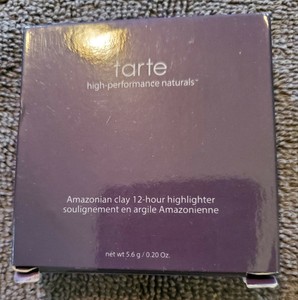 tarte
high-performance naturals™
Amazonian clay 12-hour highlighter
soulignement en argile Amazonienne
net wt 5.6 g / 0.20 Oz.